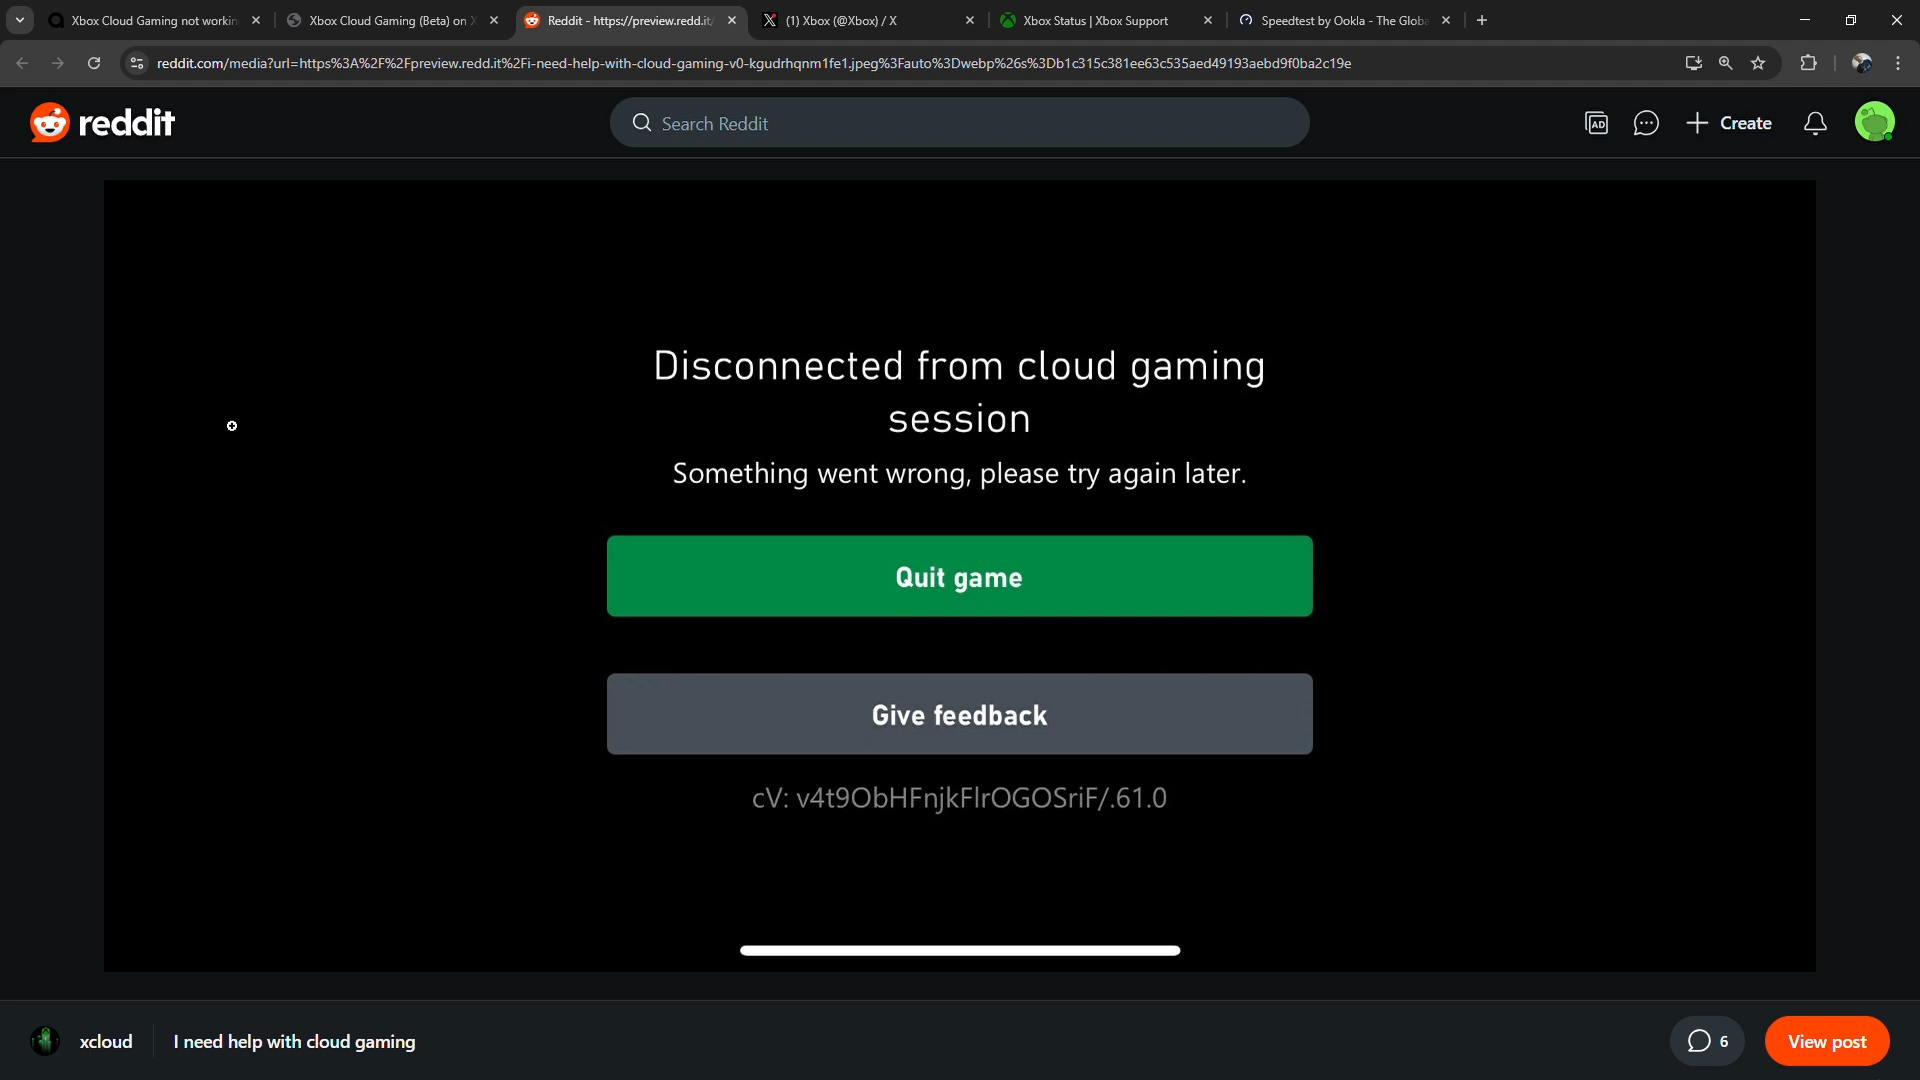 Xbox Cloud Gaming not workin
Xbox Cloud Gaming (Beta) on X
Reddit - https://preview.redd.it/
(1) Xbox (@Xbox) / X
Xbox Status | Xbox Support
Speedtest by Ookla - The Globa
reddit.com/media?url=https%3A%2F%2Fpreview.redd.it%2Fi-need-help-with-cloud-gaming-v0-kgudrhqnm1fe1.jpeg%3Fauto%3Dwebp%26s%3Db1c315c381ee63c535aed49193aebd9f0ba2c19e
reddit
Search Reddit
AD
Create
Disconnected from cloud gaming
session
Something went wrong, please try again later.
Quit game
Give feedback
cV: v4t9ObHFnjkFlrOGOSriF/.61.0
xcloud
I need help with cloud gaming
6
View post